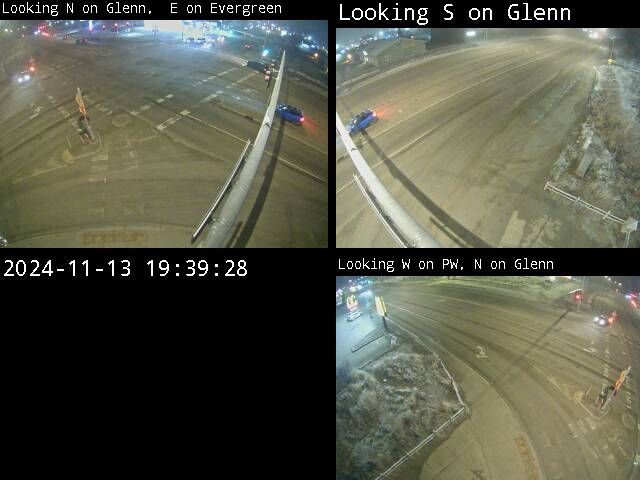 Looking N on Glenn,  E on Evergreen
Looking S on Glenn
2024-11-13 19:39:28
Looking W on PW, N on Glenn